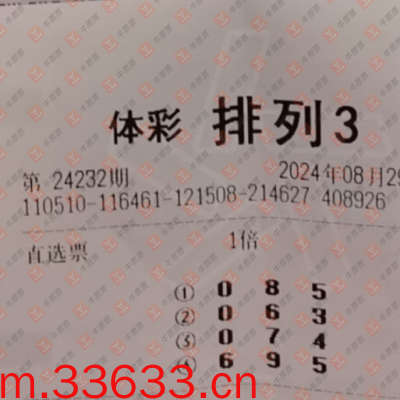 体彩 排列3
第 24232期 2024年08月29
110510-116461-121508-214627 408926
直选票 1倍
① 0 8 5
② 0 6 3
③ 0 7 4
④ 6 9 5
m.33633.cn